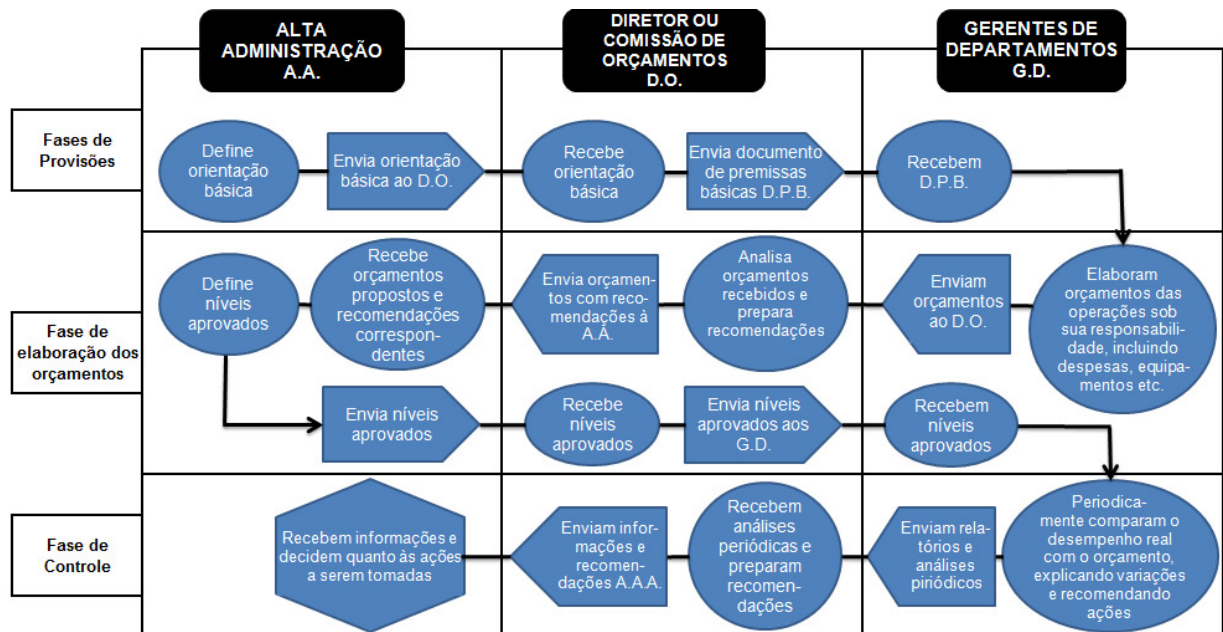 ALTA
ADMINISTRAÇÃO
A.A.
DIRETOR OU
COMISSÃO DE
ORÇAMENTOS
D.O.
GERENTES DE
DEPARTAMENTOS
G.D.
Fases de
Provisões
Define
orientação
básica
Envia orientação
básica ao D.O.
Recebe
orientação
básica
Envia documento
de premissas
básicas D.P.B.
Recebem
D.P.B.
Fase de
elaboração dos
orçamentos
Define
níveis
aprovados
Recebe
orçamentos
propostos e
recomendações
correspon-
dentes
Envia orçamen-
tos com reco-
mendações à
A.A.
Analisa
orçamentos
recebidos e
prepara
recomendações
Enviam
orçamentos
ao D.O.
Elaboram
orçamentos das
operações sob
sua responsabili-
dade, incluindo
despesas, equipa-
mentos etc.
Envia níveis
aprovados
Recebe
níveis
aprovados
Envia níveis
aprovados aos
G.D.
Recebem
níveis
aprovados
Fase de
Controle
Recebem informações e
decidem quanto às ações
a serem tomadas
Enviam infor-
mações e
recomen-
dações A.A.A.
Recebem
análises
periódicas e
preparam
recomen-
dações
Enviam rela-
tórios e
análises
piriódicos
Periodica-
mente comparam o
desempenho real
com o orçamento,
explicando variações
e recomendando
ações